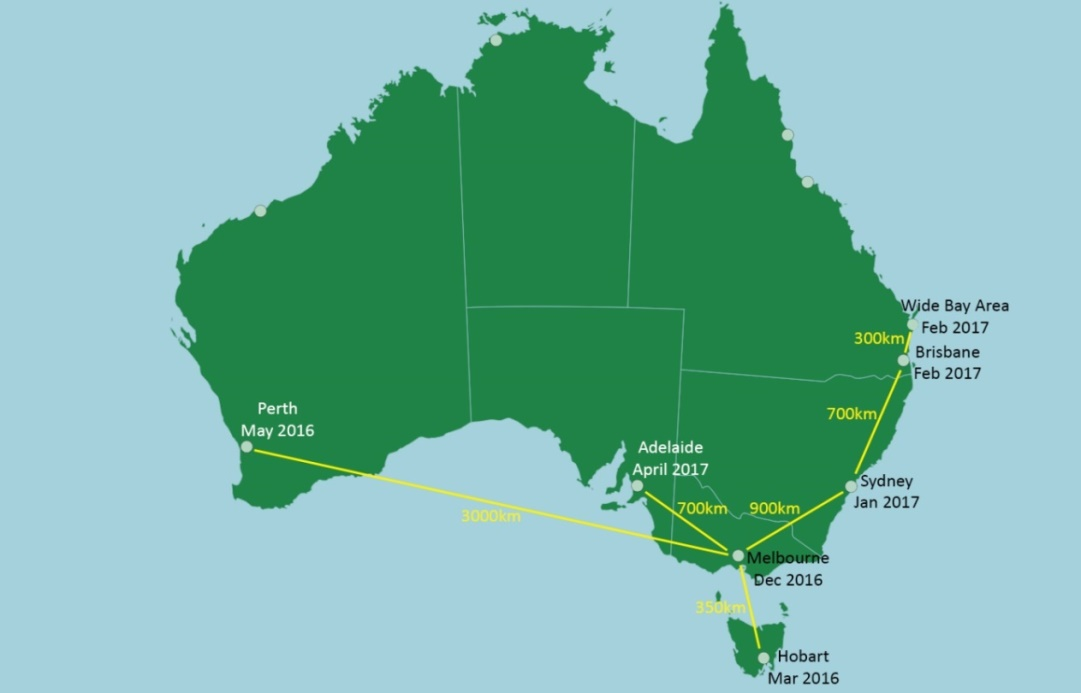 Wide Bay Area
Feb 2017
300km
Brisbane
Feb 2017
700km
Perth
May 2016
Adelaide
April 2017
Sydney
Jan 2017
700km
900km
3000km
Melbourne
Dec 2016
350km
Hobart
Mar 2016